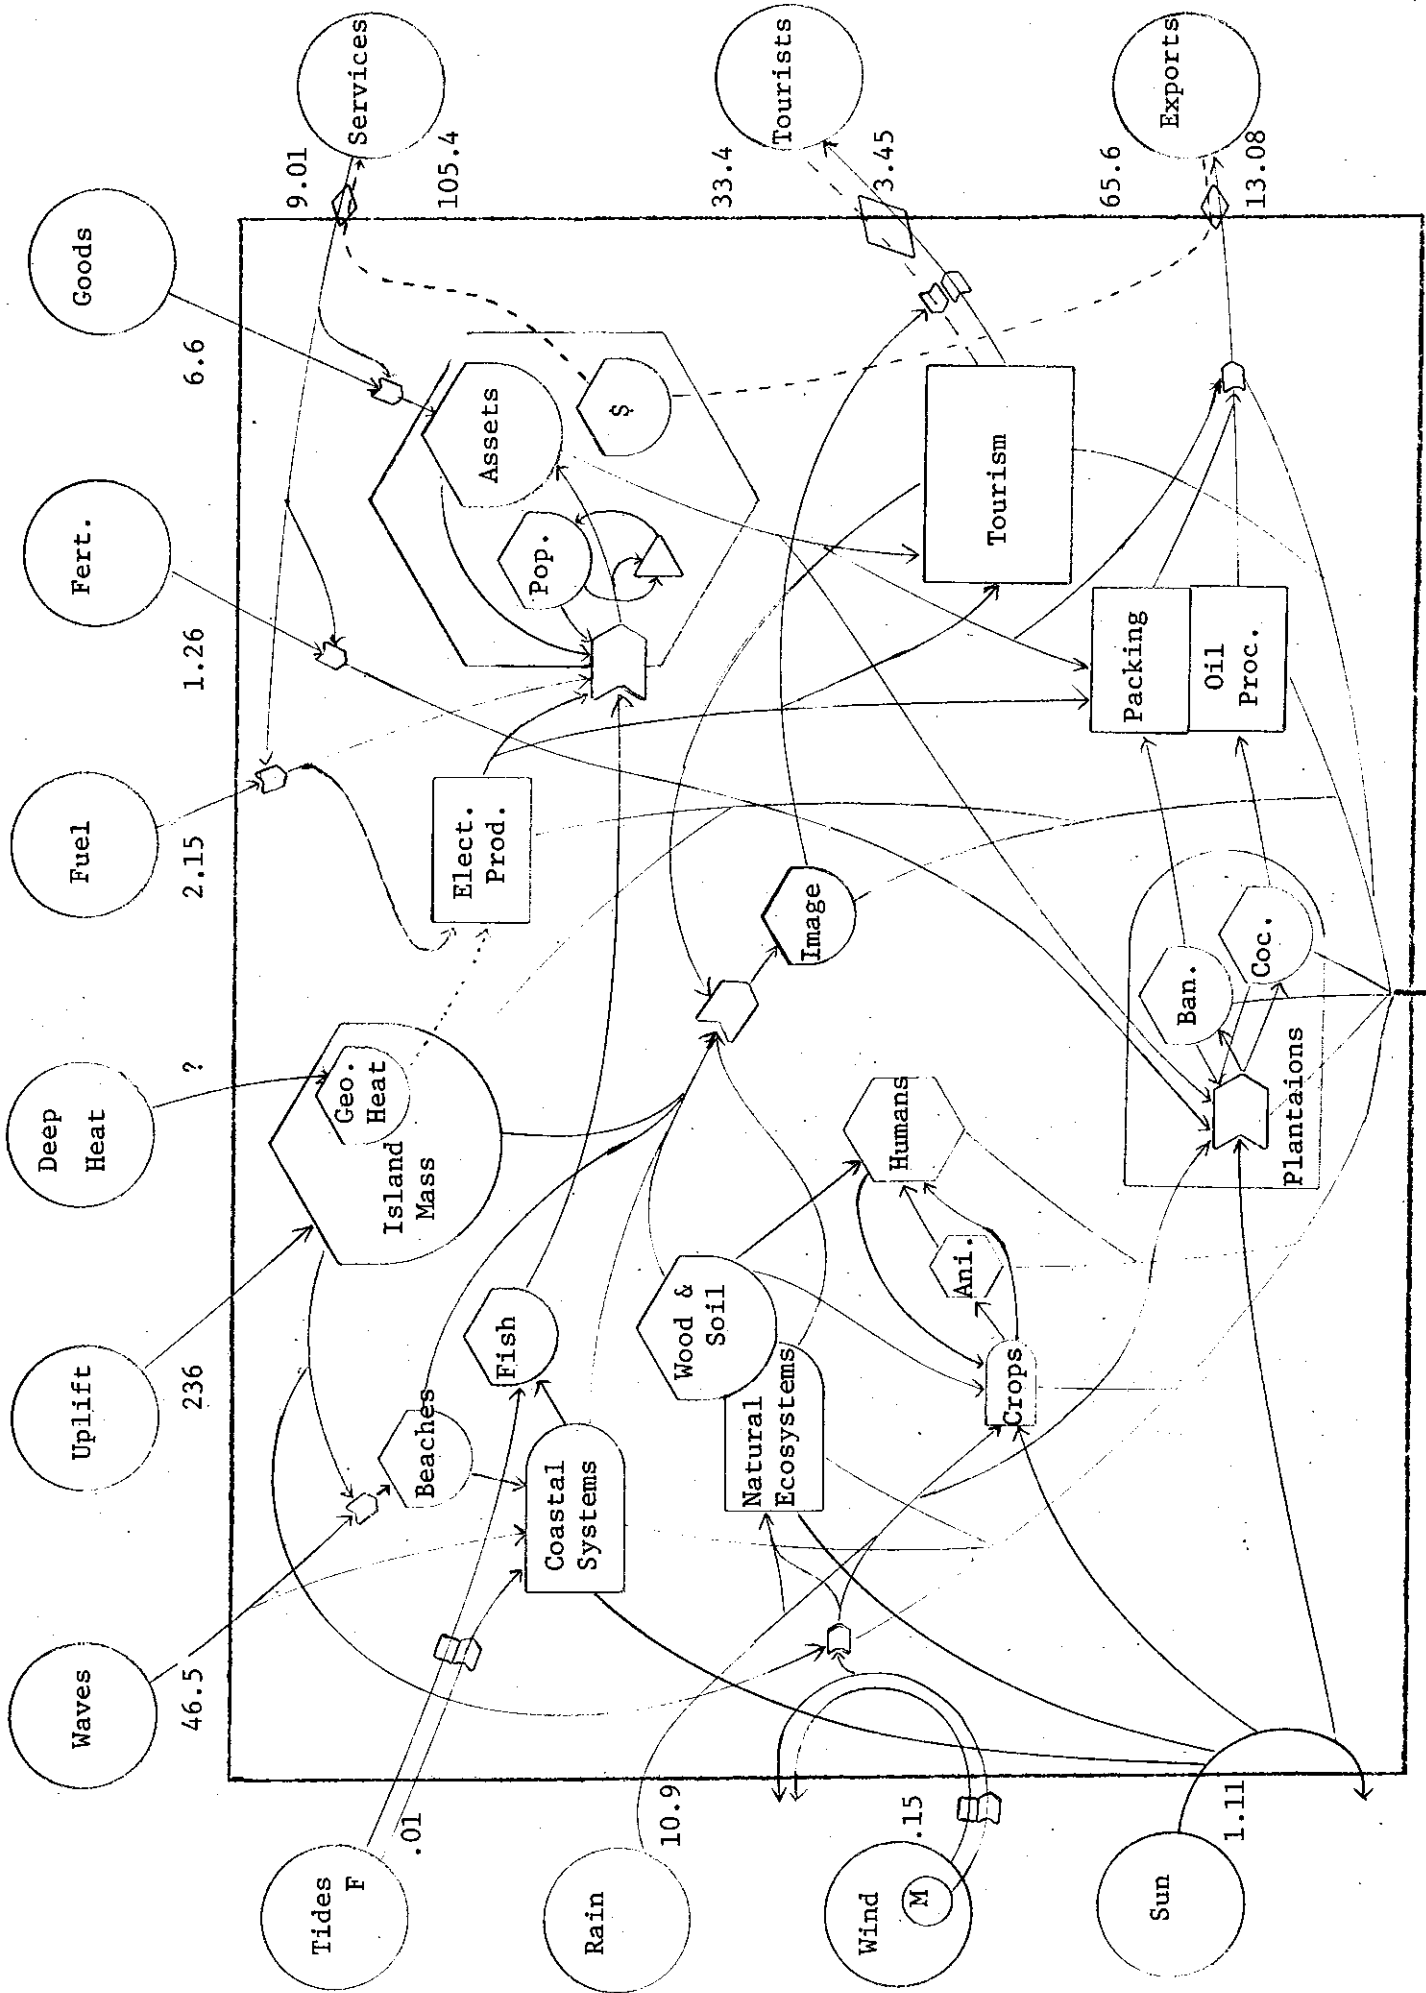 Waves
Uplift
Deep
Heat
Fuel
Fert.
Goods
46.5
236
?
2.15
1.26
6.6
Tides
F
.01
Rain
10.9
Wind
M
.15
Sun
1.11
Services
9.01
105.4
Tourists
33.4
3.45
Exports
65.6
13.08
Geo.
Heat
Island
Mass
Beaches
Fish
Coastal
Systems
Elect.
Prod.
Assets
Pop.
$
Wood &
Soil
Natural
Ecosystems
Image
Tourism
Humans
Ani.
Crops
Packing
Oil
Proc.
Ban.
Coc.
Plantaions